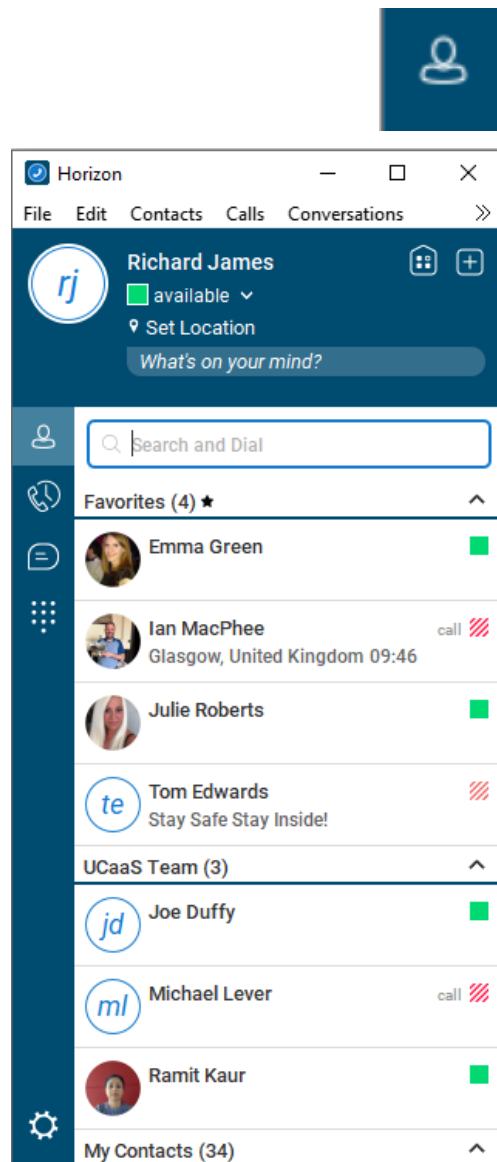 Horizon
File Edit Contacts Calls Conversations
rj
Richard James
available
Set Location
What's on your mind?
Search and Dial
Favorites (4)
Emma Green
Ian MacPhee
call
Glasgow, United Kingdom 09:46
Julie Roberts
te
Tom Edwards
Stay Safe Stay Inside!
UCaaS Team (3)
jd
Joe Duffy
ml
Michael Lever
call
Ramit Kaur
My Contacts (34)